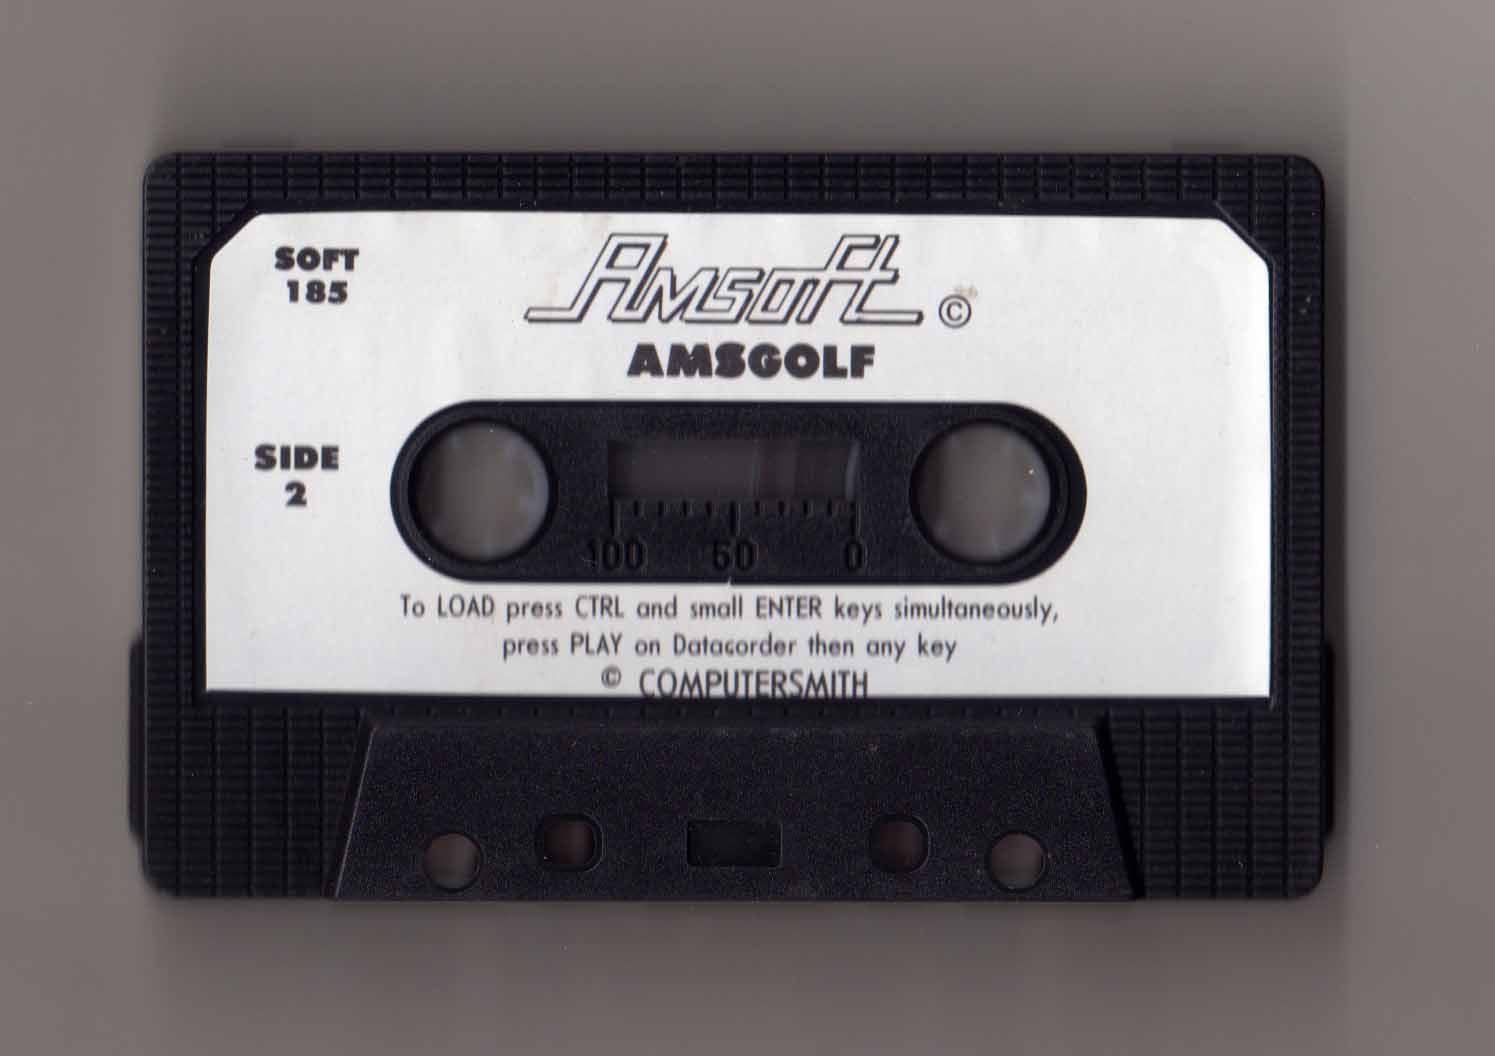 SOFT
185
Amsoft ©
AMSGOLF
SIDE
2
100 50 0
To LOAD press CTRL and small ENTER keys simultaneously,
press PLAY on Datacorder then any key
© COMPUTERSMITH